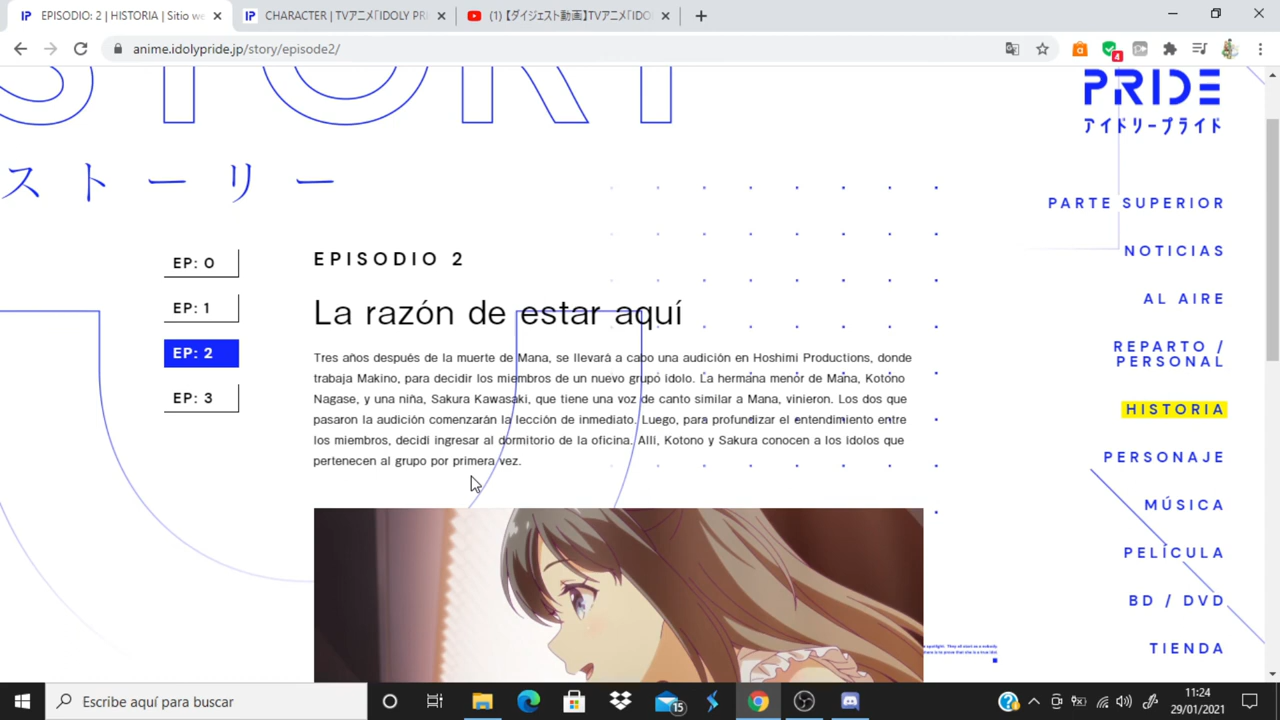 EPISODIO: 2 | HISTORIA | Sitio we
CHARACTER | TVアニメ「IDOLY PRI
(1) 【ダイジェスト動画】TVアニメ「IDO
anime.idolypride.jp/story/episode2/
4
STORY
PRIDE
アイドリープライド
ストーリー
PARTE SUPERIOR
NOTICIAS
AL AIRE
REPARTO /
PERSONAL
HISTORIA
PERSONAJE
MÚSICA
PELÍCULA
BD / DVD
TIENDA
EP: 0
EP: 1
EP: 2
EP: 3
EPISODIO 2
La razón de estar aquí
Tres años después de la muerte de Mana, se llevará a cabo una audición en Hoshimi Productions, donde
trabaja Makino, para decidir los miembros de un nuevo grupo ídolo. La hermana menor de Mana, Kotono
Nagase, y una niña, Sakura Kawasaki, que tiene una voz de canto similar a Mana, vinieron. Los dos que
pasaron la audición comenzarán la lección de inmediato. Luego, para profundizar el entendimiento entre
los miembros, decidí ingresar al dormitorio de la oficina. Allí, Kotono y Sakura conocen a los ídolos que
pertenecen al grupo por primera vez.
Escribe aquí para buscar
15
11:24
29/01/2021